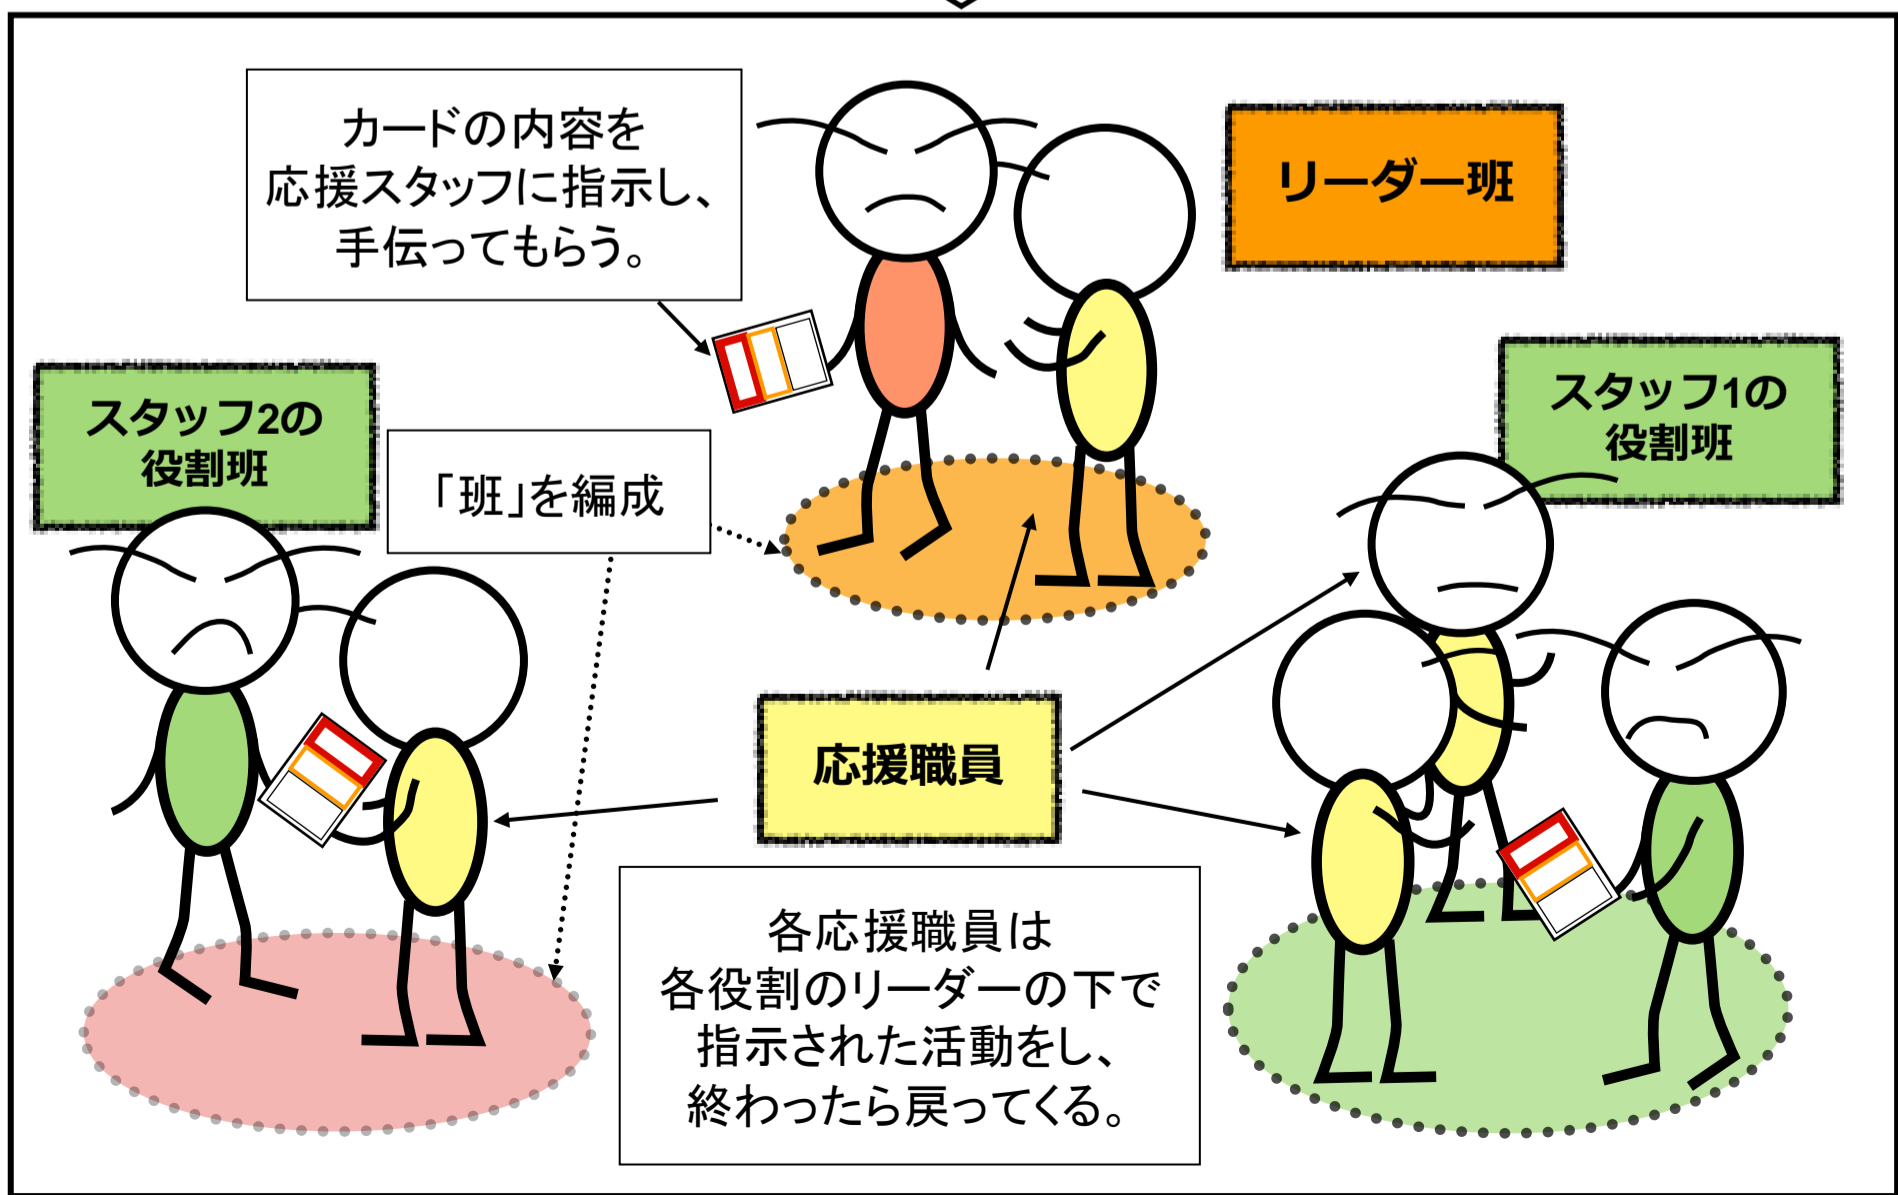 カードの内容を
応援スタッフに指示し、
手伝ってもらう。
リーダー班
スタッフ2の
役割班
「班」を編成
スタッフ1の
役割班
応援職員
各応援職員は
各役割のリーダーの下で
指示された活動をし、
終わったら戻ってくる。